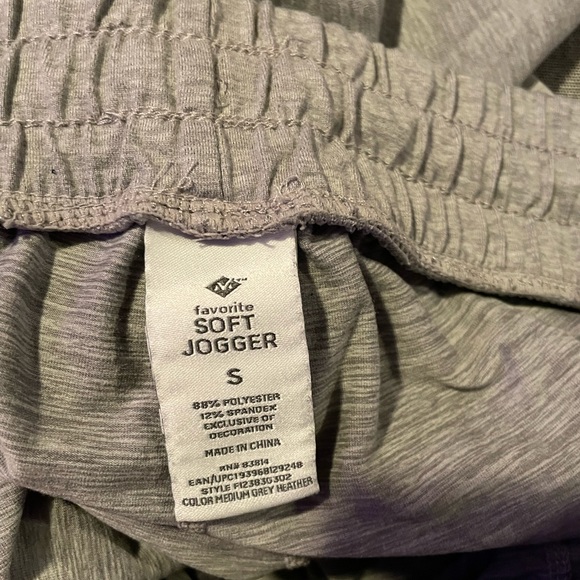 favorite
SOFT
JOGGER
S
88% POLYESTER
12% SPANDEX
EXCLUSIVE OF
DECORATION
MADE IN CHINA
RN# 83814
EAN/UPC193968129248
STYLE F123830302
COLOR MEDIUM GREY HEATHER